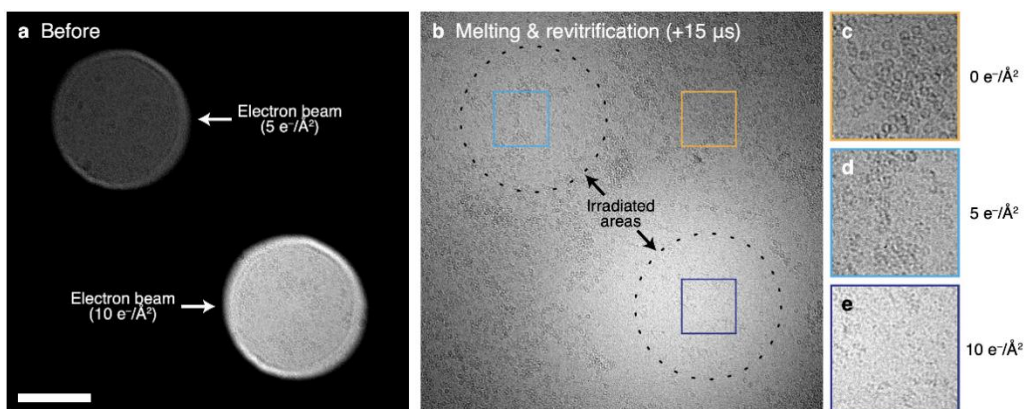 a Before
Electron beam
(5 e⁻/Å²)
Electron beam
(10 e⁻/Å²)
b Melting & revitrification (+15 μs)
Irradiated
areas
c
0 e⁻/Å²
d
5 e⁻/Å²
e
10 e⁻/Å²